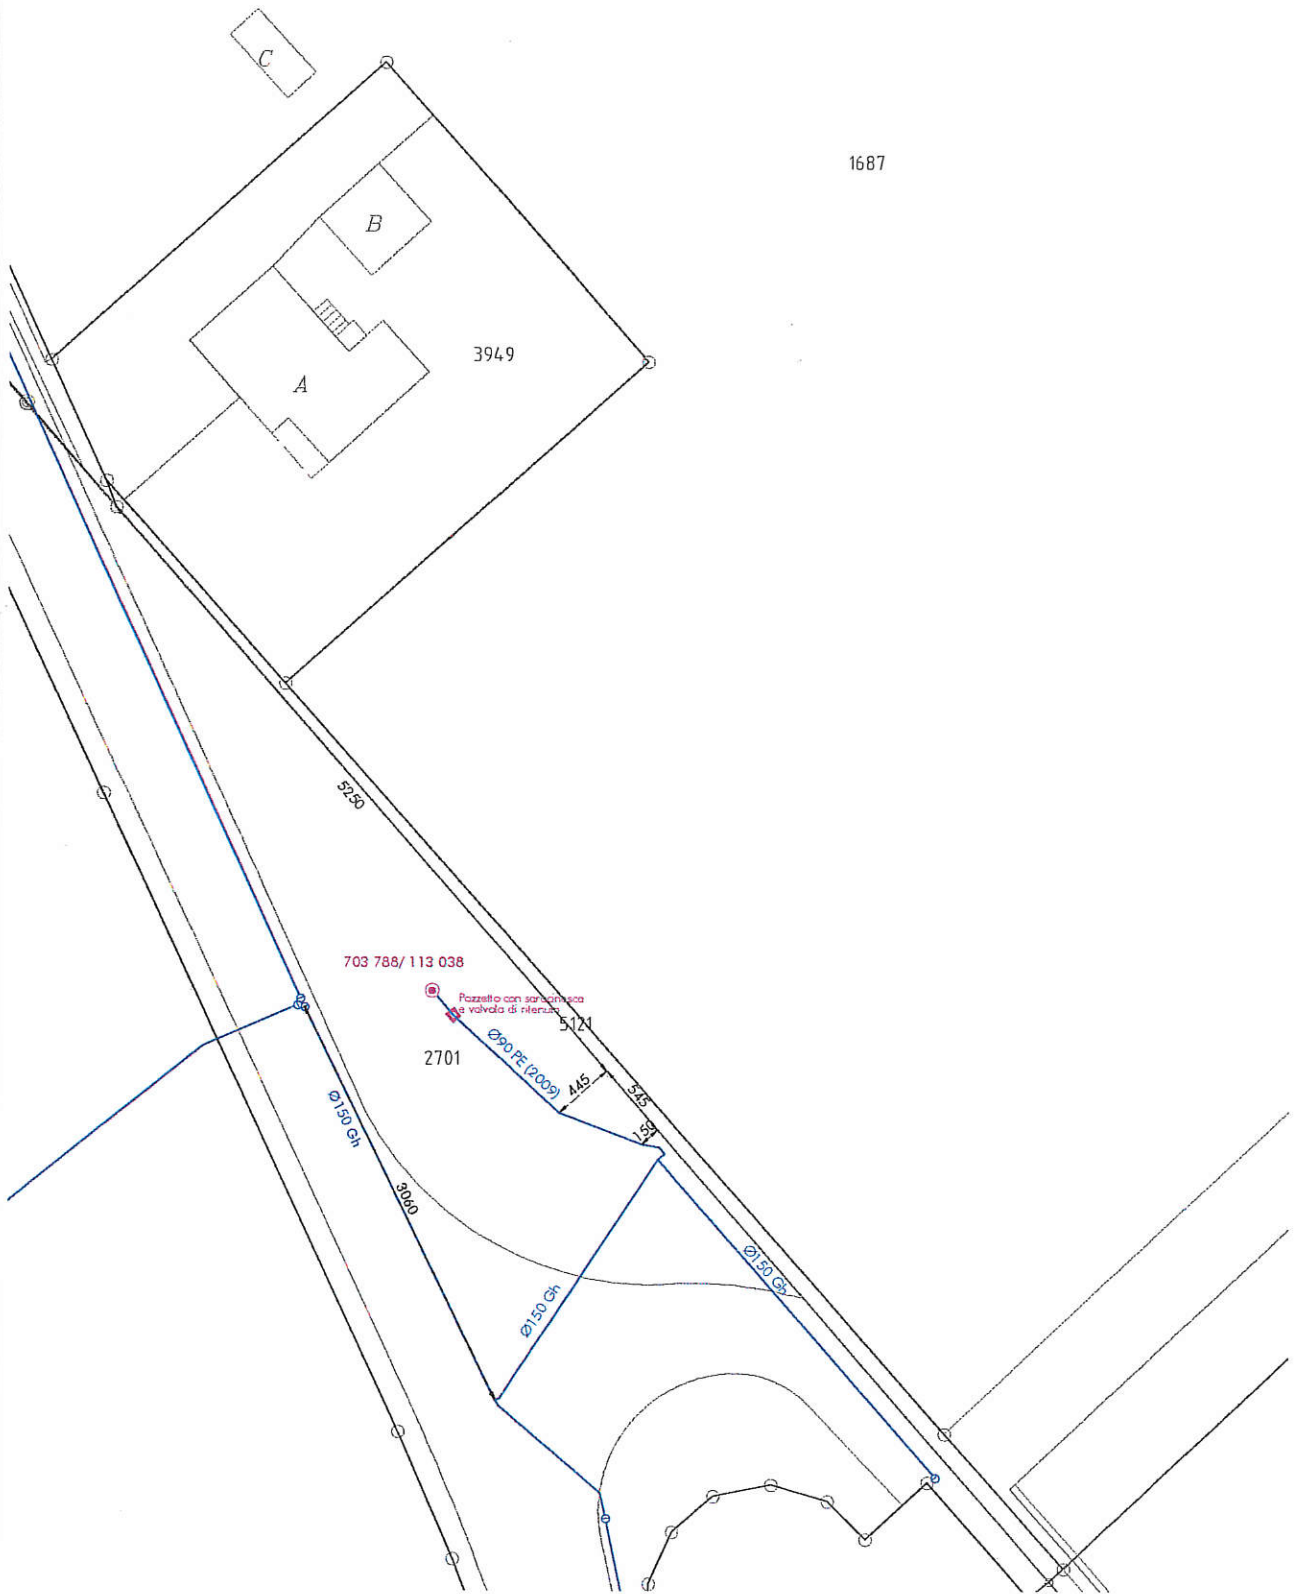 C
1687
B
3949
A
5250
703 788/ 113 038
Pozzetto con saracinesca
e valvola di ritenuta
5121
Ø90 PE (2009)
2701
445
545
150
Ø150 Gh
3060
Ø150 Gh
Ø150 Gh